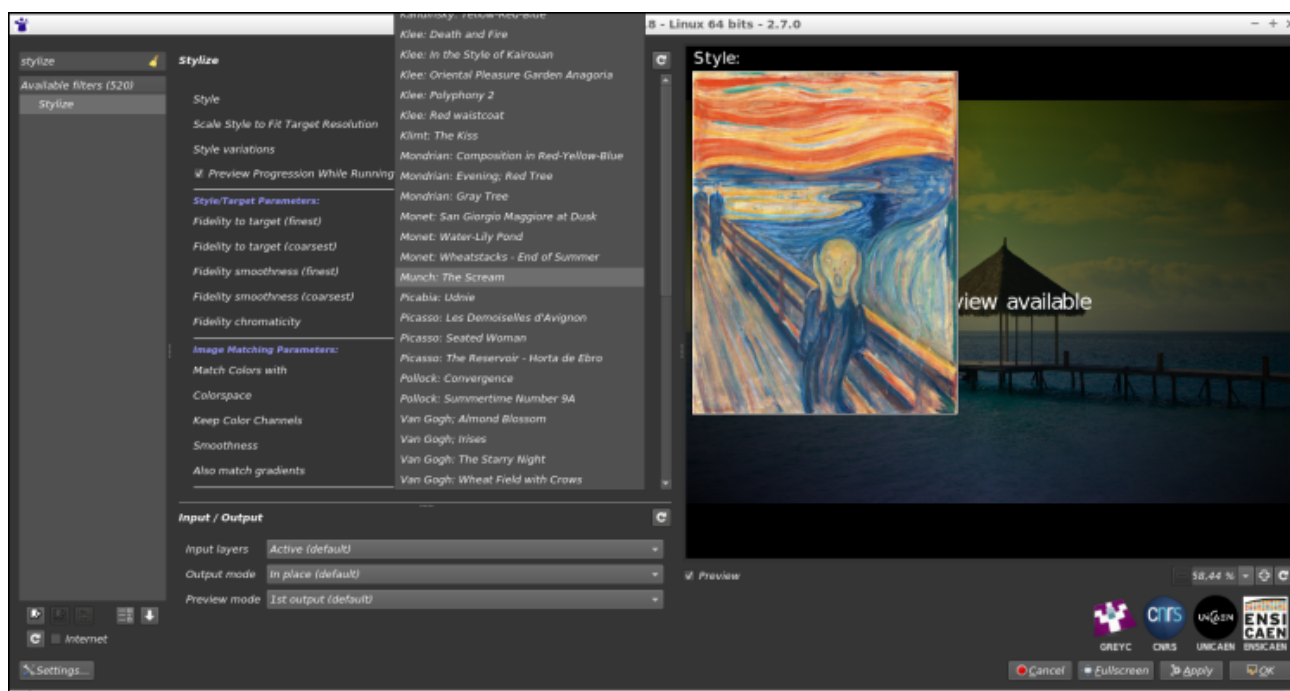 Kandinsky: Yellow-Red-Blue
.8 - Linux 64 bits - 2.7.0
stylize
Available filters (520)
Stylize
Stylize
Style
Scale Style to Fit Target Resolution
Style variations
Preview Progression While Running
Style/Target Parameters:
Fidelity to target (finest)
Fidelity to target (coarsest)
Fidelity smoothness (finest)
Fidelity smoothness (coarsest)
Fidelity chromaticity
Image Matching Parameters:
Match Colors with
Colorspace
Keep Color Channels
Smoothness
Also match gradients
Klee: Death and Fire
Klee: In the Style of Kairouan
Klee: Oriental Pleasure Garden Anagoria
Klee: Polyphony 2
Klee: Red waistcoat
Klimt: The Kiss
Mondrian: Composition in Red-Yellow-Blue
Mondrian: Evening; Red Tree
Mondrian: Gray Tree
Monet: San Giorgio Maggiore at Dusk
Monet: Water-Lily Pond
Monet: Wheatstacks - End of Summer
Munch: The Scream
Picabia: Udnie
Picasso: Les Demoiselles d'Avignon
Picasso: Seated Woman
Picasso: The Reservoir - Horta de Ebro
Pollock: Convergence
Pollock: Summertime Number 9A
Van Gogh; Almond Blossom
Van Gogh; Irises
Van Gogh: The Starry Night
Van Gogh: Wheat Field with Crows
Style:
view available
Input / Output
Input layers Active (default)
Output mode In place (default)
Preview mode 1st output (default)
Internet
Settings...
Preview
58.44 %
GREYC
CNRS
cnrs
UNICAEN
UNICAEN
ENSI
CAEN
ENSICAEN
Cancel
Fullscreen
Apply
OK